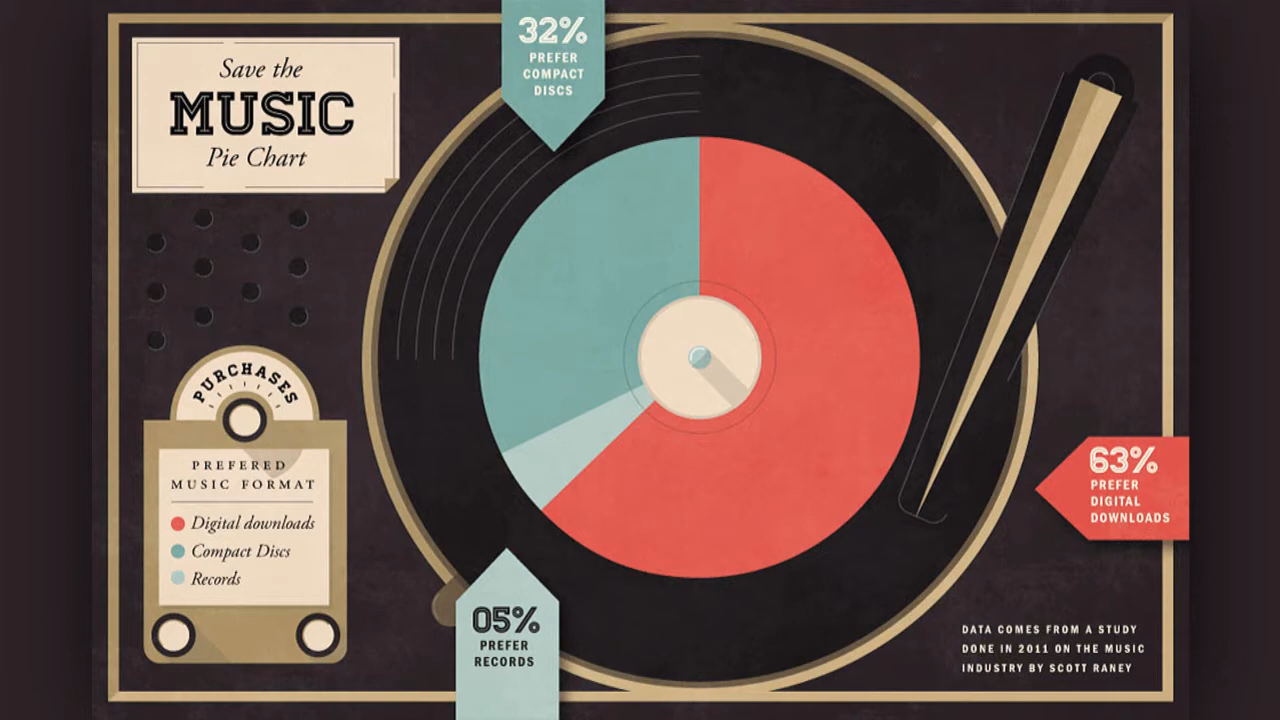 Save the
MUSIC
Pie Chart
32%
PREFER
COMPACT
DISCS
PURCHASES
PREFERED
MUSIC FORMAT
Digital downloads
Compact Discs
Records
63%
PREFER
DIGITAL
DOWNLOADS
05%
PREFER
RECORDS
DATA COMES FROM A STUDY
DONE IN 2011 ON THE MUSIC
INDUSTRY BY SCOTT RANEY